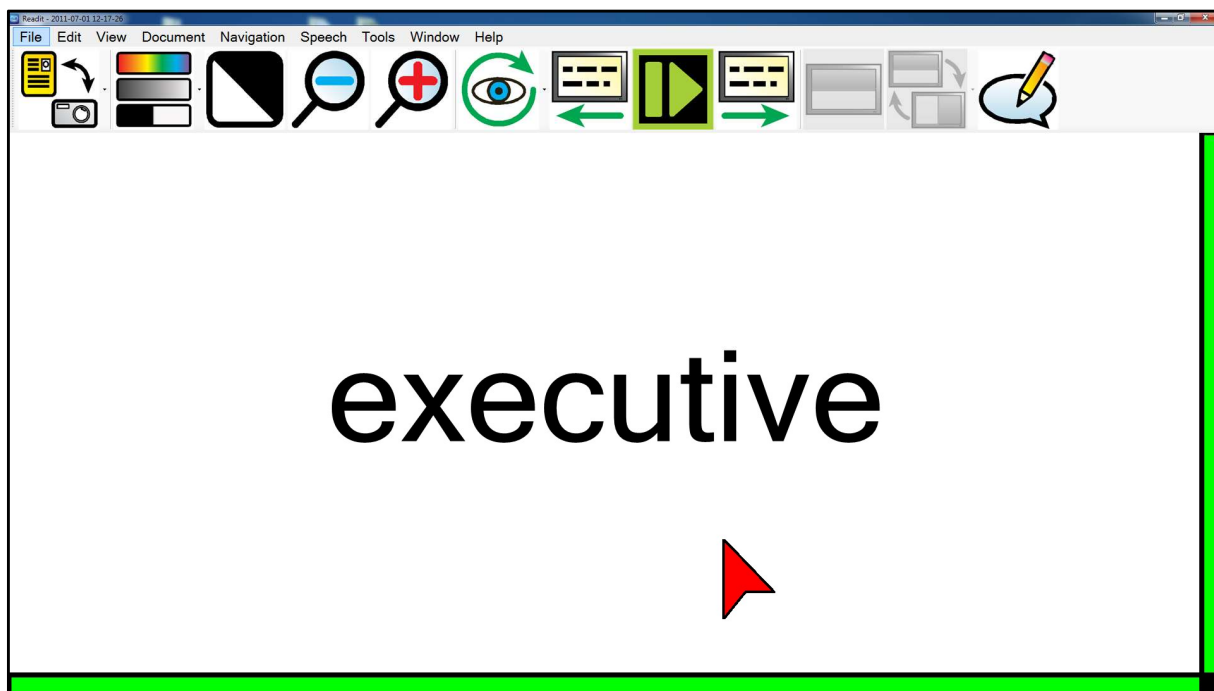 Readit - 2011-07-01 12-17-26
File Edit View Document Navigation Speech Tools Window Help
executive